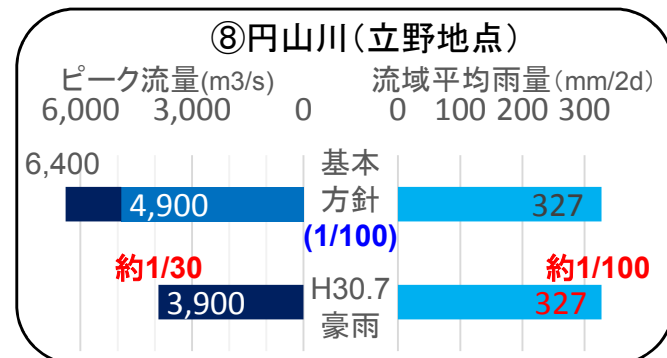 ⑧円山川(立野地点)
ピーク流量(m3/s) 流域平均雨量(mm/2d)
6,000 3,000 0 0 100 200 300
6,400
基本
方針
(1/100)
4,900 327
約1/30 約1/100
H30.7
豪雨
3,900 327